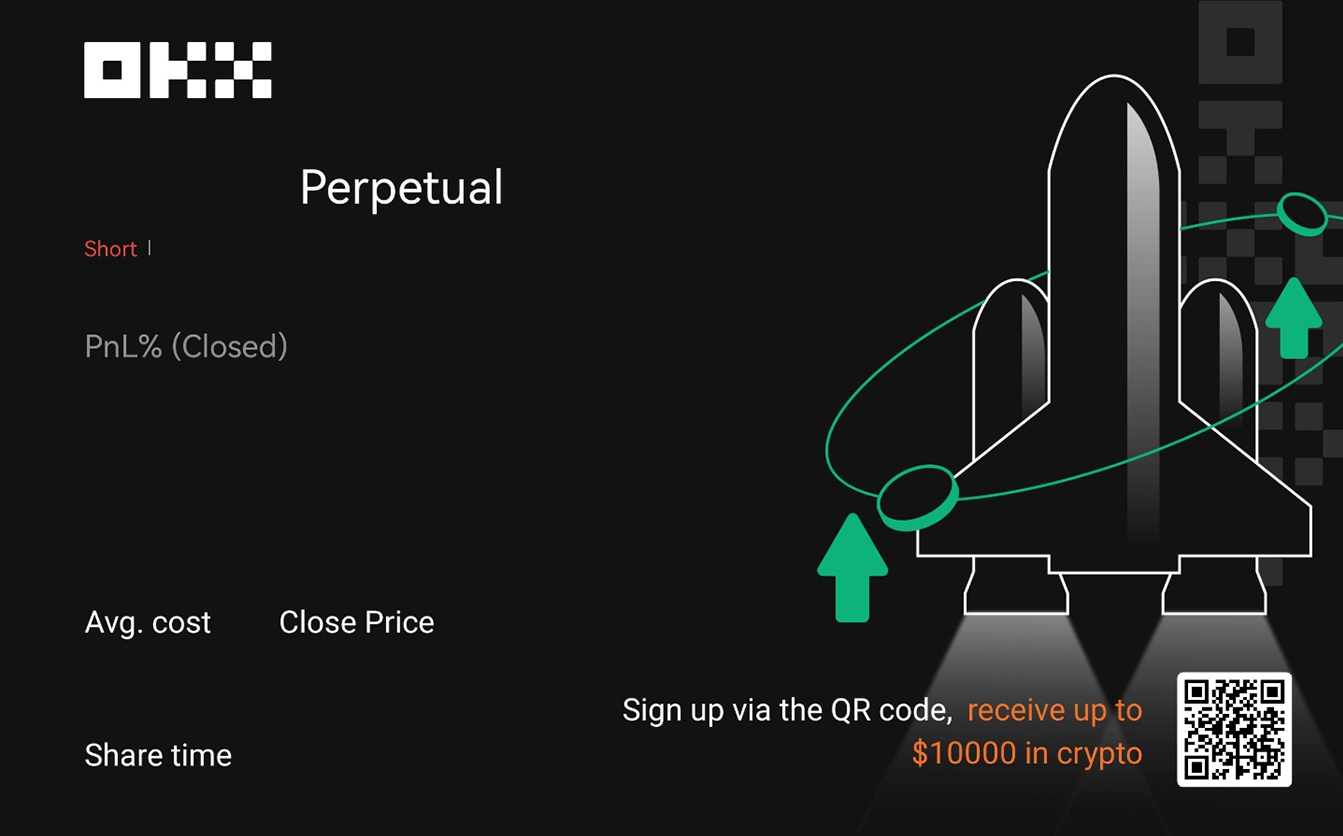 OKX
Perpetual
Short |
PnL% (Closed)
Avg. cost Close Price
Sign up via the QR code, receive up to
$10000 in crypto
Share time
OKX